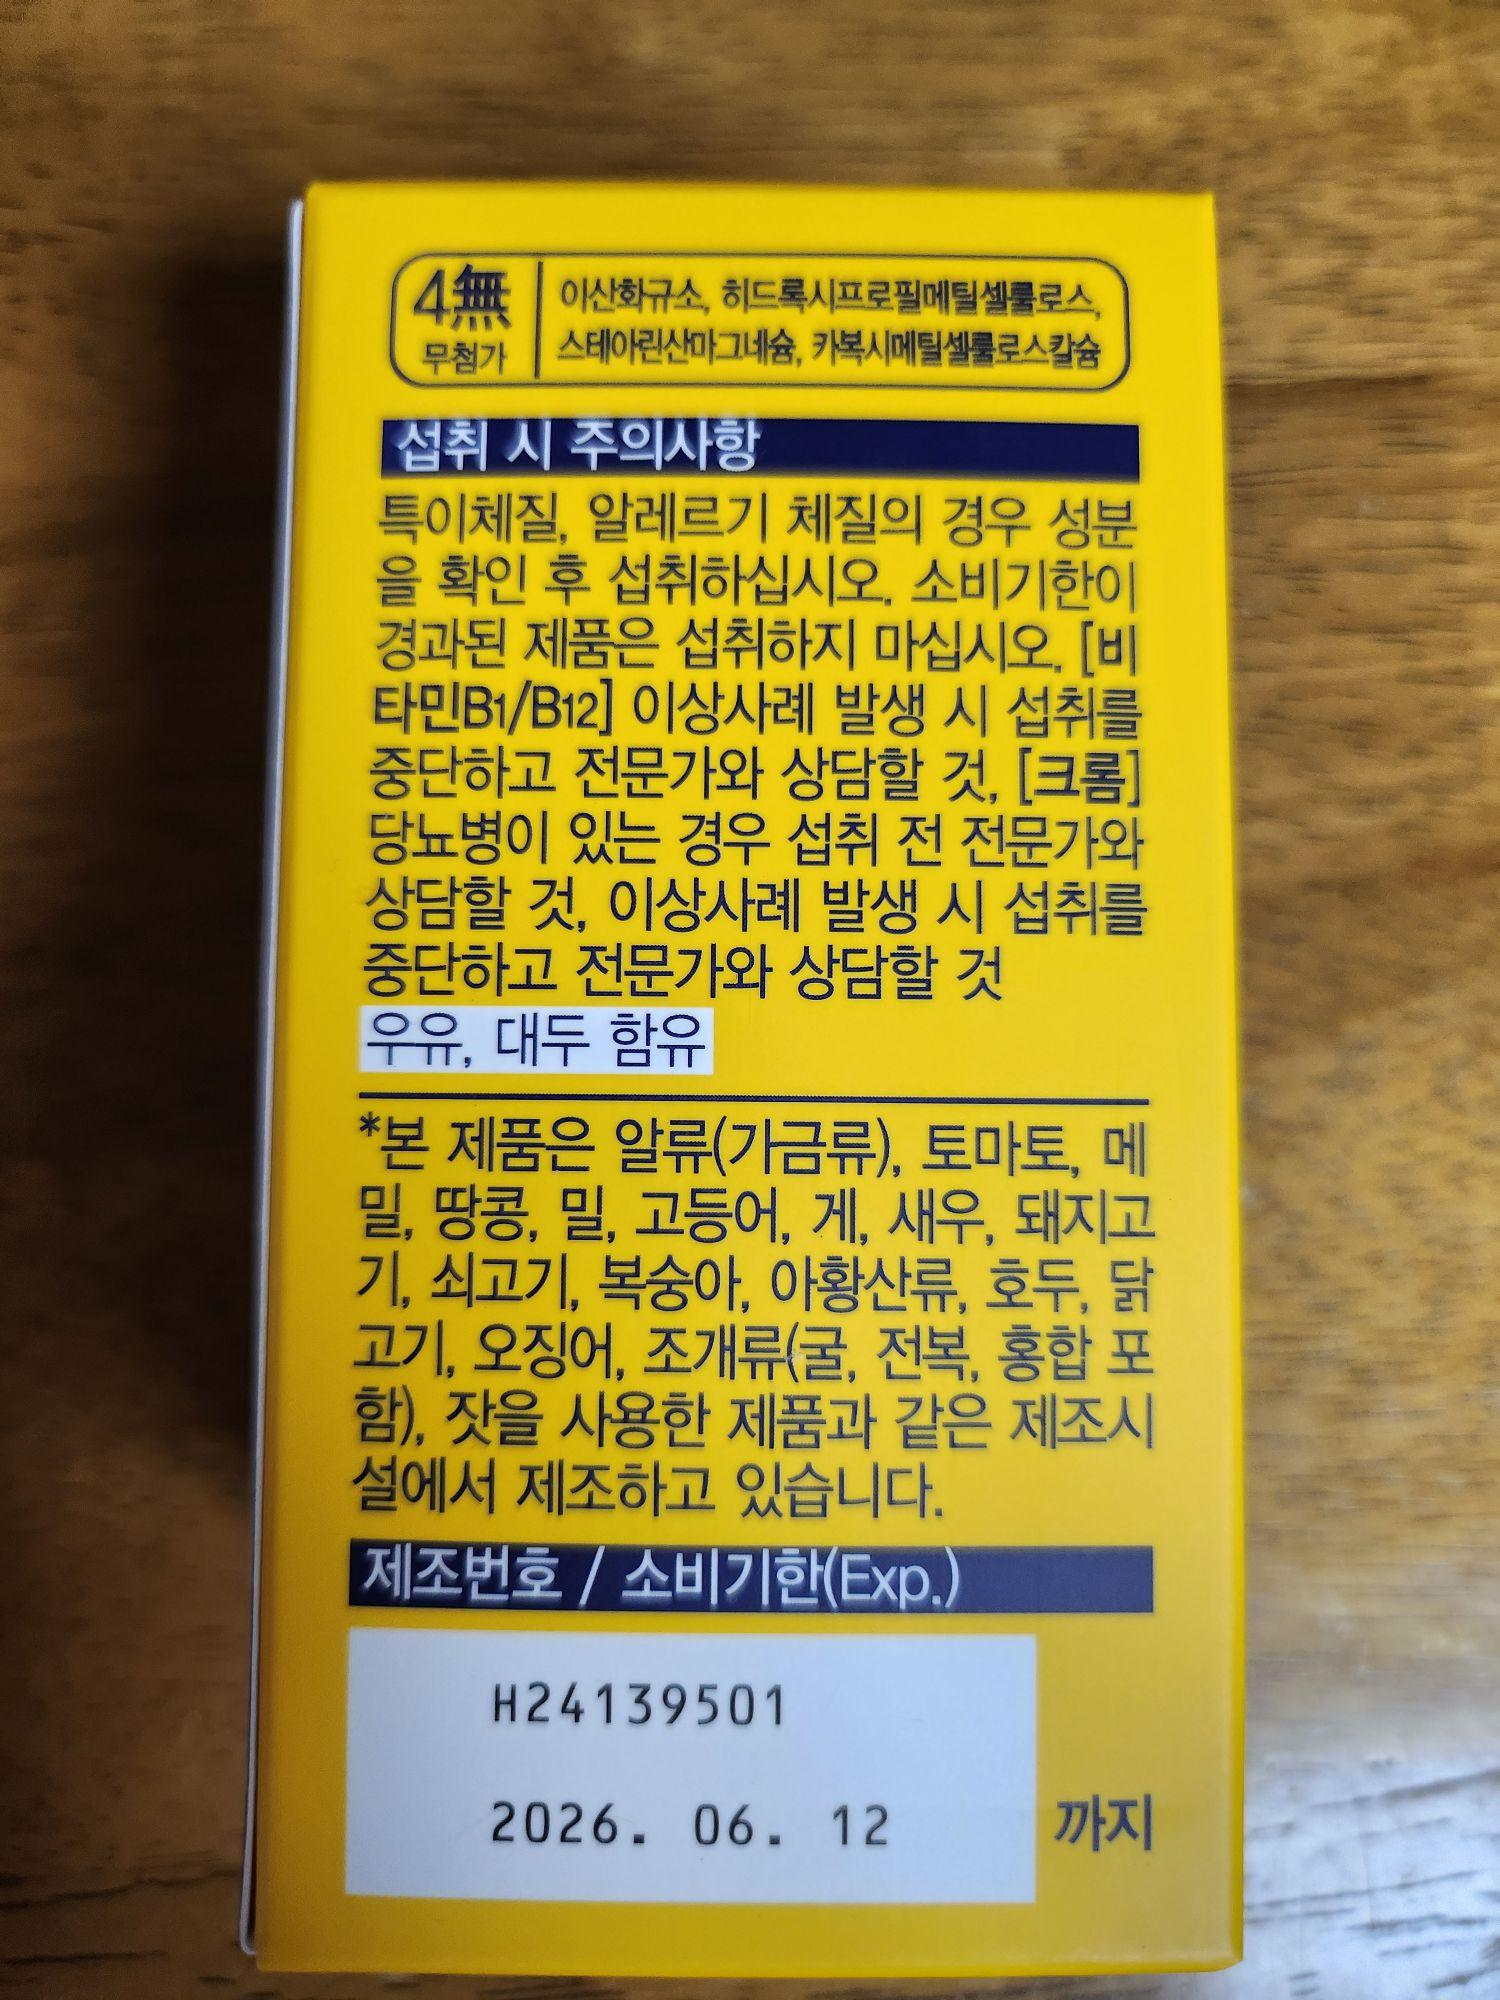 4無
무첨가
이산화규소, 히드록시프로필메틸셀룰로스,
스테아린산마그네슘, 카복시메틸셀룰로스칼슘
섭취 시 주의사항
특이체질, 알레르기 체질의 경우 성분
을 확인 후 섭취하십시오. 소비기한이
경과된 제품은 섭취하지 마십시오. [비
타민B1/B12] 이상사례 발생 시 섭취를
중단하고 전문가와 상담할 것, [크롬]
당뇨병이 있는 경우 섭취 전 전문가와
상담할 것, 이상사례 발생 시 섭취를
중단하고 전문가와 상담할 것
우유, 대두 함유
*본 제품은 알류(가금류), 토마토, 메
밀, 땅콩, 밀, 고등어, 게, 새우, 돼지고
기, 쇠고기, 복숭아, 아황산류, 호두, 닭
고기, 오징어, 조개류(굴, 전복, 홍합 포
함), 잣을 사용한 제품과 같은 제조시
설에서 제조하고 있습니다.
제조번호 / 소비기한(Exp.)
H24139501
2026. 06. 12 까지